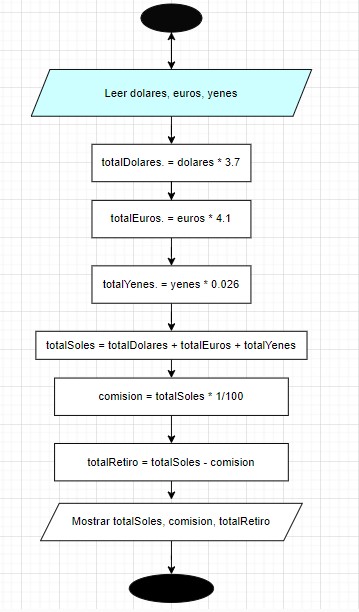 Leer dolares, euros, yenes
totalDolares. = dolares * 3.7
totalEuros. = euros * 4.1
totalYenes. = yenes * 0.026
totalSoles = totalDolares + totalEuros + totalYenes
comision = totalSoles * 1/100
totalRetiro = totalSoles - comision
Mostrar totalSoles, comision, totalRetiro